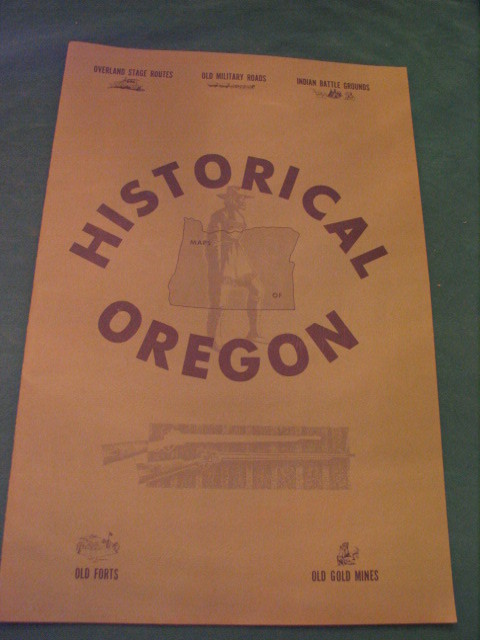 OVERLAND STAGE ROUTES
OLD MILITARY ROADS
INDIAN BATTLE GROUNDS
HISTORICAL
MAPS
OF
OREGON
OLD FORTS
OLD GOLD MINES